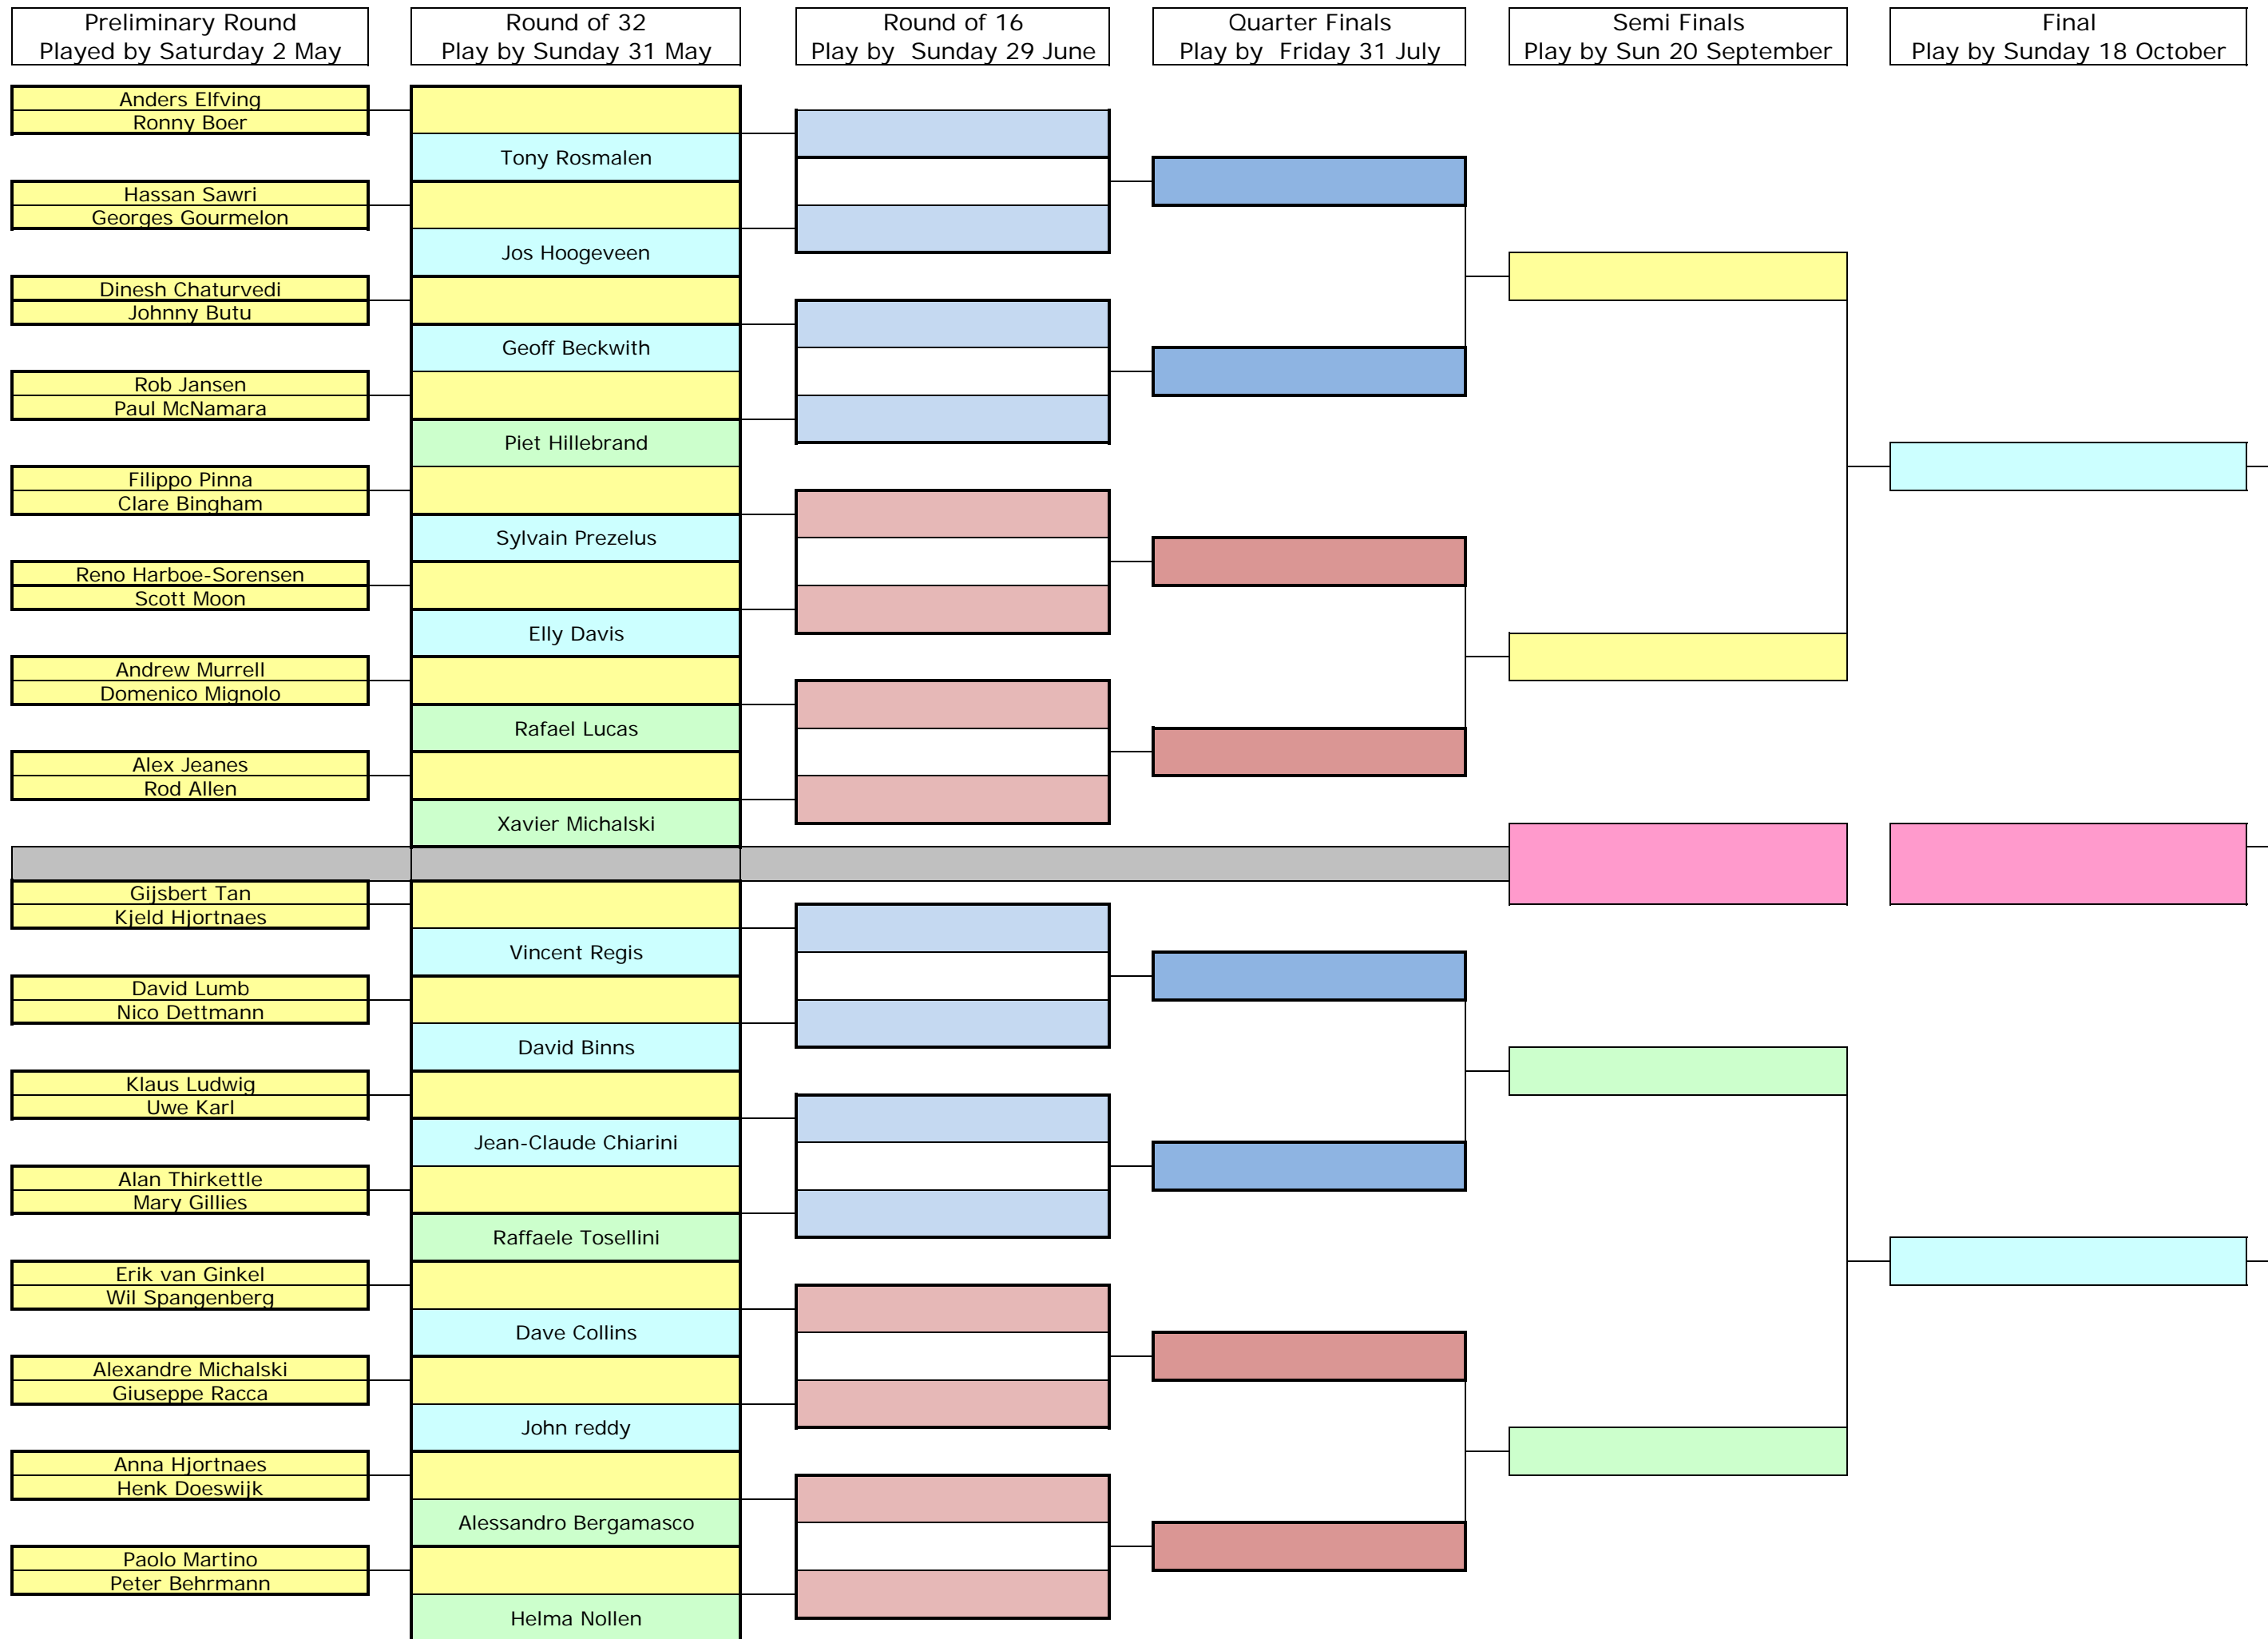 Preliminary Round
Played by Saturday 2 May
Round of 32
Play by Sunday 31 May
Round of 16
Play by  Sunday 29 June
Quarter Finals
Play by  Friday 31 July
Semi Finals
Play by Sun 20 September
Final
Play by Sunday 18 October
Anders Elfving
Ronny Boer
Tony Rosmalen
Hassan Sawri
Georges Gourmelon
Jos Hoogeveen
Dinesh Chaturvedi
Johnny Butu
Geoff Beckwith
Rob Jansen
Paul McNamara
Piet Hillebrand
Filippo Pinna
Clare Bingham
Sylvain Prezelus
Reno Harboe-Sorensen
Scott Moon
Elly Davis
Andrew Murrell
Domenico Mignolo
Rafael Lucas
Alex Jeanes
Rod Allen
Xavier Michalski
Gijsbert Tan
Kjeld Hjortnaes
Vincent Regis
David Lumb
Nico Dettmann
David Binns
Klaus Ludwig
Uwe Karl
Jean-Claude Chiarini
Alan Thirkettle
Mary Gillies
Raffaele Tosellini
Erik van Ginkel
Wil Spangenberg
Dave Collins
Alexandre Michalski
Giuseppe Racca
John reddy
Anna Hjortnaes
Henk Doeswijk
Alessandro Bergamasco
Paolo Martino
Peter Behrmann
Helma Nollen